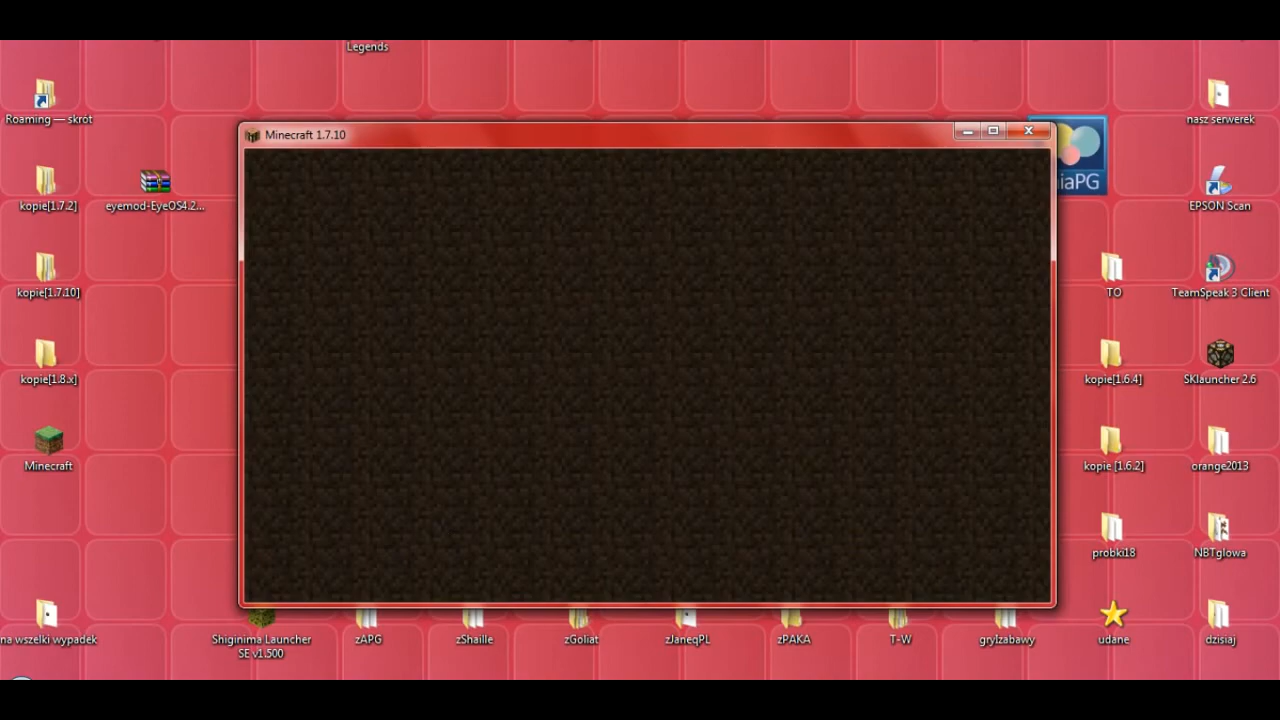 Legends
Roaming — skrót
nasz serwerek
Minecraft 1.7.10
iaPG
kopie[1.7.2]
eyemod-EyeOS4.2...
EPSON Scan
kopie[1.7.10]
TO
TeamSpeak 3 Client
kopie[1.8.x]
kopie[1.6.4]
SKlauncher 2.6
Minecraft
kopie [1.6.2]
orange2013
probki18
NBTglowa
na wszelki wypadek
Shiginima Launcher
SE v1.500
zAPG
zShaille
zGoliat
zJaneqPL
zPAKA
T-W
gryIzabawy
udane
dzisiaj